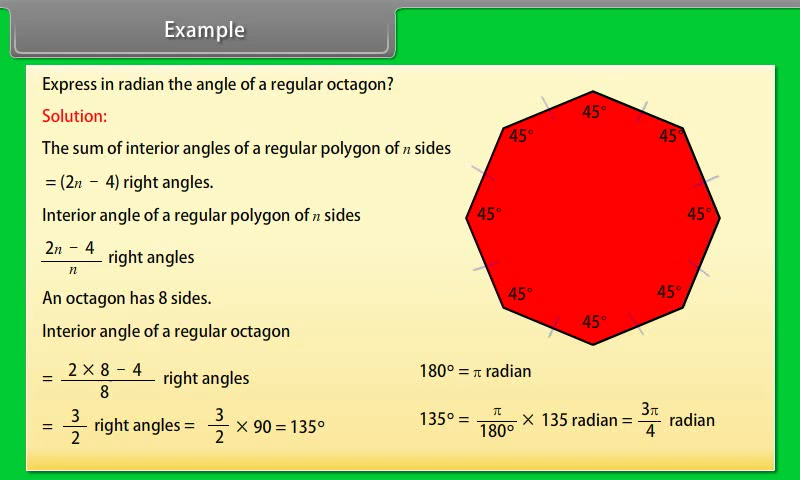 Example
Express in radian the angle of a regular octagon?
Solution:
The sum of interior angles of a regular polygon of n sides
= (2n − 4) right angles.
Interior angle of a regular polygon of n sides
2n − 4 / n right angles
An octagon has 8 sides.
Interior angle of a regular octagon
= 2 × 8 − 4 / 8 right angles
= 3/2 right angles = 3/2 × 90 = 135°
45°
45°
45°
45°
45°
45°
45°
45°
180° = π radian
135° = π/180° × 135 radian = 3π/4 radian